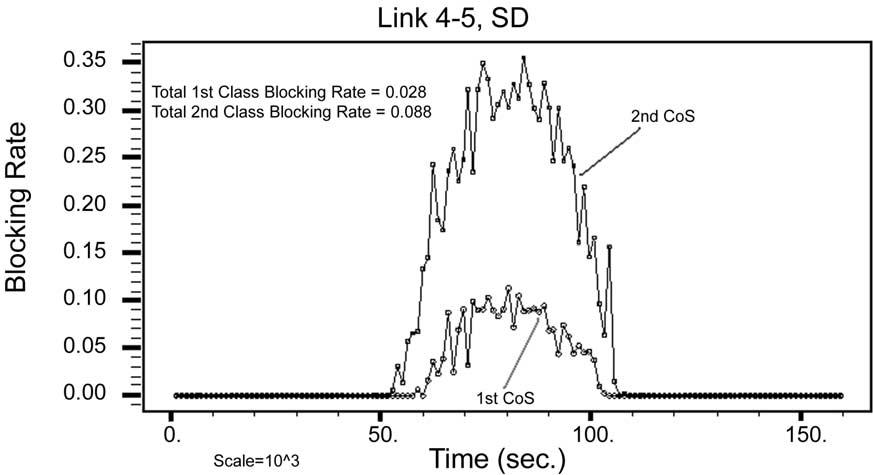 Link 4-5, SD
Blocking Rate
0.35
0.30
0.25
0.20
0.15
0.10
0.05
0.00
Total 1st Class Blocking Rate = 0.028
Total 2nd Class Blocking Rate = 0.088
2nd CoS
1st CoS
0.
50.
100.
150.
Scale=10^3
Time (sec.)